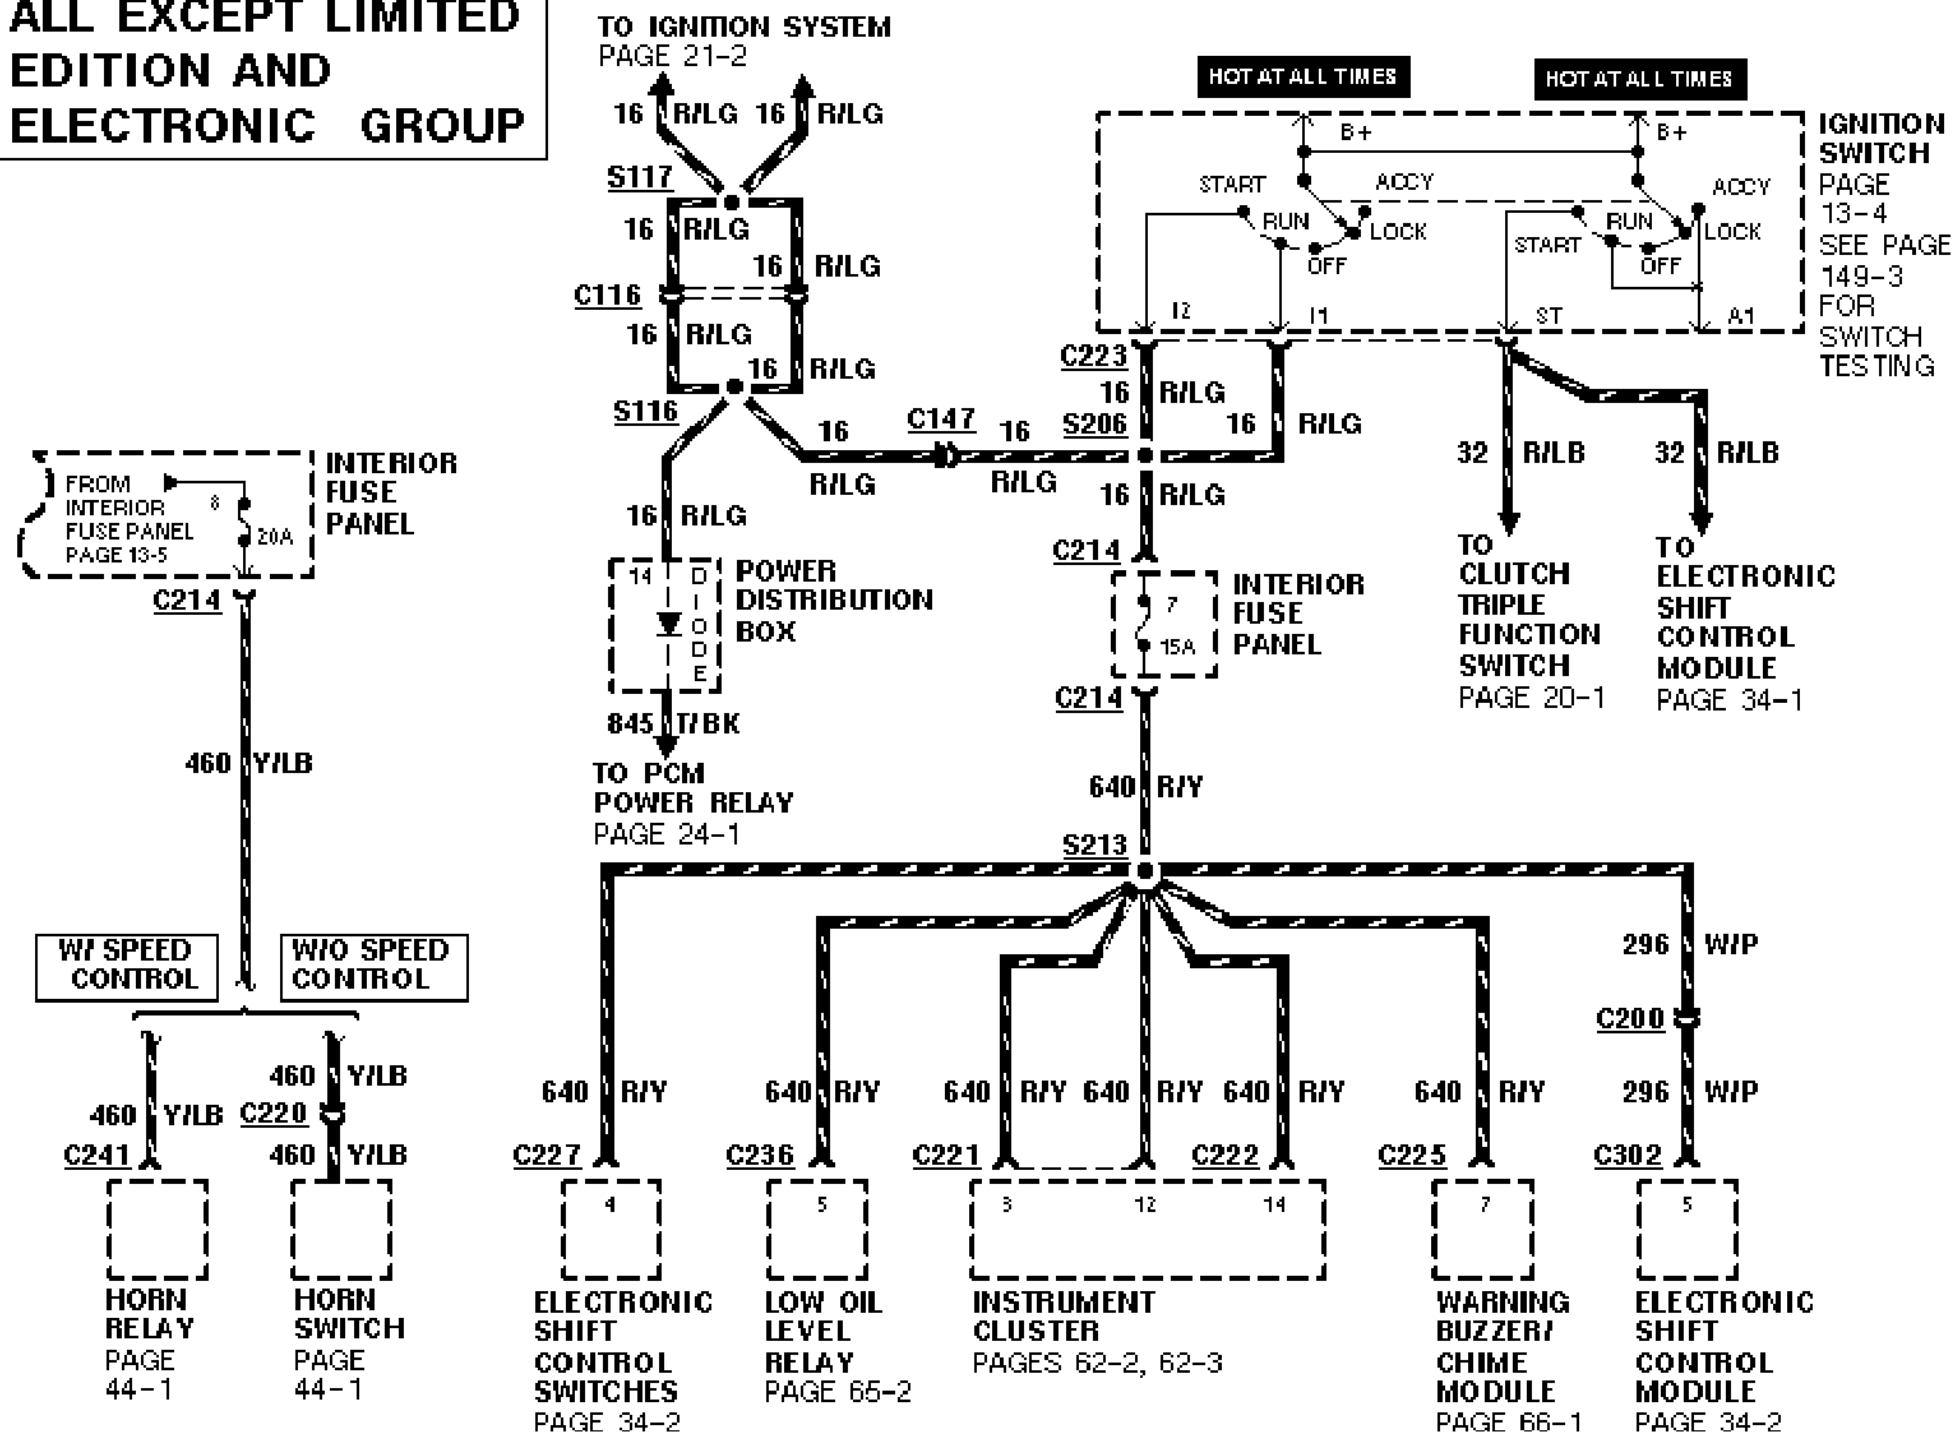 ALL EXCEPT LIMITED
EDITION AND
ELECTRONIC GROUP
TO IGNITION SYSTEM
PAGE 21-2
16 R/LG 16 R/LG
S117
16 R/LG
16 R/LG
C116
16 R/LG
16 R/LG
S116
16
R/LG
C147
16
R/LG
16 R/LG
14
DIODE
POWER
DISTRIBUTION
BOX
845 T/BK
TO PCM
POWER RELAY
PAGE 24-1
HOT AT ALL TIMES
HOT AT ALL TIMES
B+
B+
START
ACCY
RUN
LOCK
OFF
ACCY
RUN
START
LOCK
OFF
I2
I1
ST
A1
IGNITION
SWITCH
PAGE
13-4
SEE PAGE
149-3
FOR
SWITCH
TESTING
C223
16 R/LG
S206
16 R/LG
16 R/LG
C214
7
15A
INTERIOR
FUSE
PANEL
C214
32 R/LB
32 R/LB
TO
CLUTCH
TRIPLE
FUNCTION
SWITCH
PAGE 20-1
TO
ELECTRONIC
SHIFT
CONTROL
MODULE
PAGE 34-1
FROM
INTERIOR
FUSE PANEL
PAGE 13-5
8
20A
INTERIOR
FUSE
PANEL
C214
460 Y/LB
W/ SPEED
CONTROL
W/O SPEED
CONTROL
460 Y/LB
C241
460 Y/LB
C220
460 Y/LB
HORN
RELAY
PAGE
44-1
HORN
SWITCH
PAGE
44-1
640 R/Y
S213
296 W/P
C200
640 R/Y
640 R/Y
640 R/Y
640 R/Y
640 R/Y
640 R/Y
296 W/P
C227
C236
C221
C222
C225
C302
4
5
3
12
14
7
5
ELECTRONIC
SHIFT
CONTROL
SWITCHES
PAGE 34-2
LOW OIL
LEVEL
RELAY
PAGE 65-2
INSTRUMENT
CLUSTER
PAGES 62-2, 62-3
WARNING
BUZZER/
CHIME
MODULE
PAGE 66-1
ELECTRONIC
SHIFT
CONTROL
MODULE
PAGE 34-2